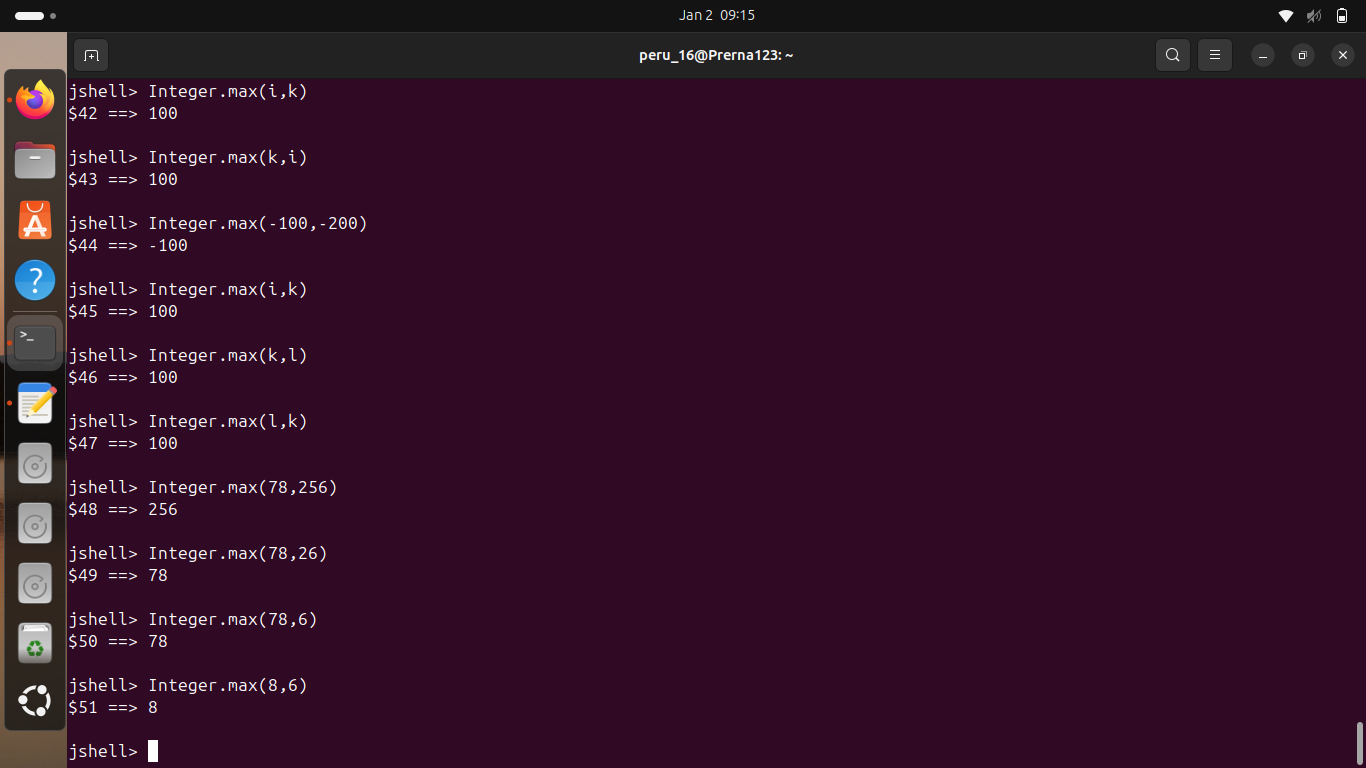 Jan 2 09:15
peru_16@Prerna123: ~
jshell> Integer.max(i,k)
$42 ==> 100
jshell> Integer.max(k,i)
$43 ==> 100
jshell> Integer.max(-100,-200)
$44 ==> -100
jshell> Integer.max(i,k)
$45 ==> 100
jshell> Integer.max(k,l)
$46 ==> 100
jshell> Integer.max(l,k)
$47 ==> 100
jshell> Integer.max(78,256)
$48 ==> 256
jshell> Integer.max(78,26)
$49 ==> 78
jshell> Integer.max(78,6)
$50 ==> 78
jshell> Integer.max(8,6)
$51 ==> 8
jshell>